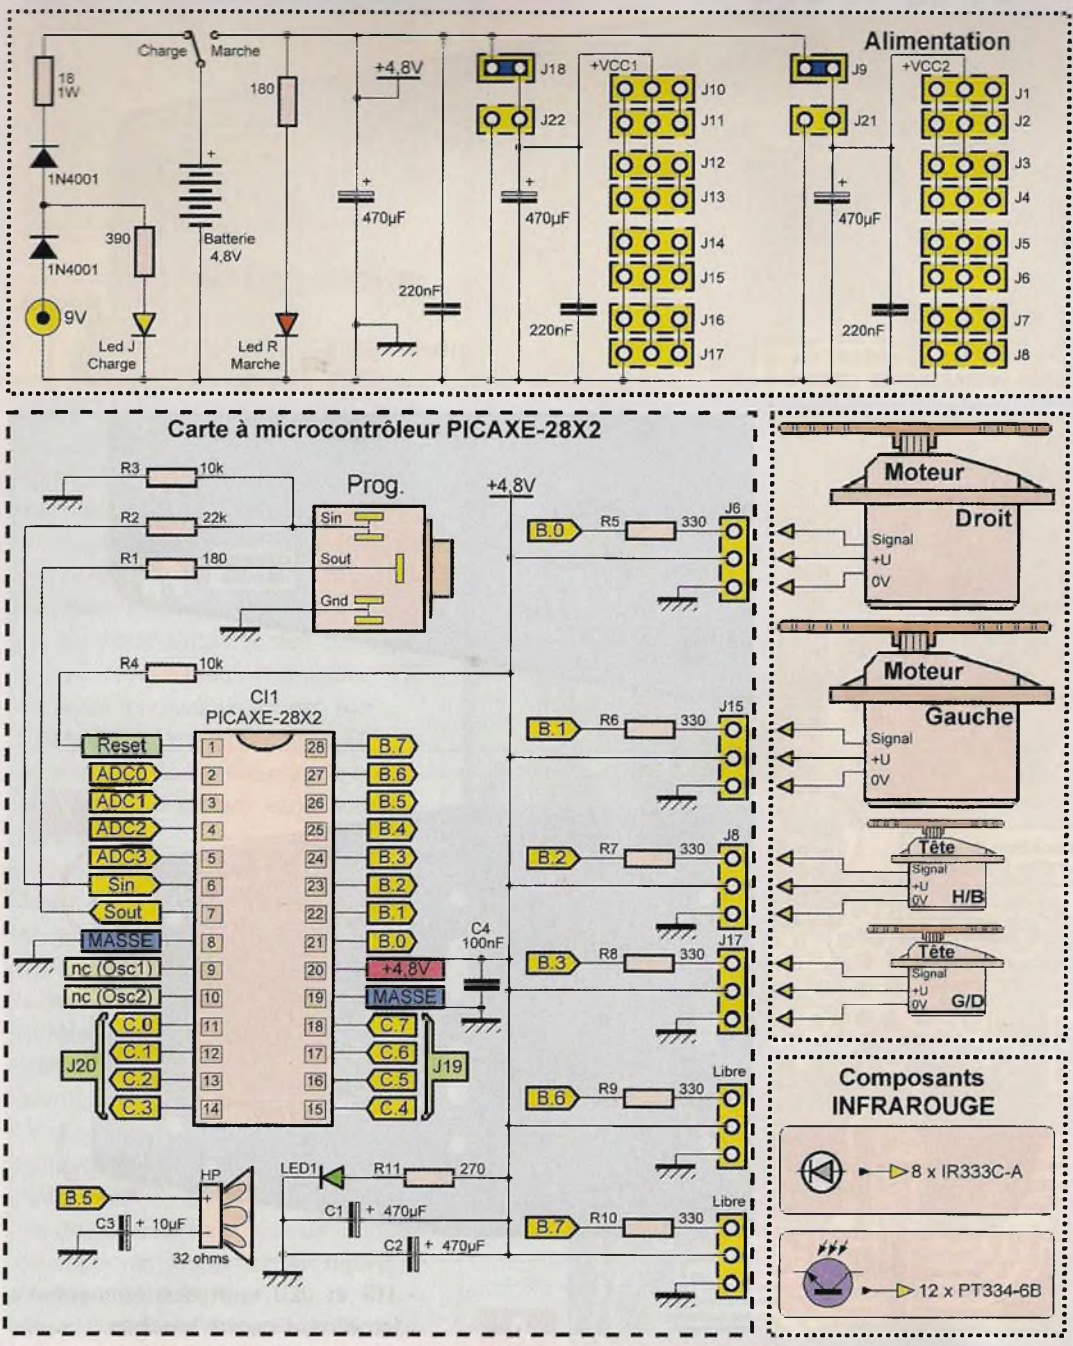 Alimentation
Charge
Marche
18
1W
1N4001
390
1N4001
9V
Led J
Charge
+
Batterie
4,8V
180
Led R
Marche
+4,8V
+
470µF
220nF
J18
J22
+
470µF
+VCC1
220nF
J10
J11
J12
J13
J14
J15
J16
J17
J9
J21
+
470µF
+VCC2
220nF
J1
J2
J3
J4
J5
J6
J7
J8
Carte à microcontrôleur PICAXE-28X2
R3 10k
R2 22k
R1 180
R4 10k
Prog.
Sin
Sout
Gnd
+4,8V
CI1
PICAXE-28X2
Reset 1 28 B.7
ADC0 2 27 B.6
ADC1 3 26 B.5
ADC2 4 25 B.4
ADC3 5 24 B.3
Sin 6 23 B.2
Sout 7 22 B.1
MASSE 8 21 B.0
nc (Osc1) 9 20 +4,8V
nc (Osc2) 10 19 MASSE
C.0 11 18 C.7
C.1 12 17 C.6
C.2 13 16 C.5
C.3 14 15 C.4
J20
J19
C4
100nF
B.0 R5 330 J6
B.1 R6 330 J15
B.2 R7 330 J8
B.3 R8 330 J17
B.6 R9 330 Libre
B.7 R10 330 Libre
B.5
HP
+
−
C3 + 10µF
32 ohms
LED1 R11 270
C1 + 470µF
C2 + 470µF
Moteur
Droit
Signal
+U
0V
Moteur
Gauche
Signal
+U
0V
Tête
Signal
+U
0V
H/B
Tête
Signal
+U
0V
G/D
Composants
INFRAROUGE
8 x IR333C-A
12 x PT334-6B